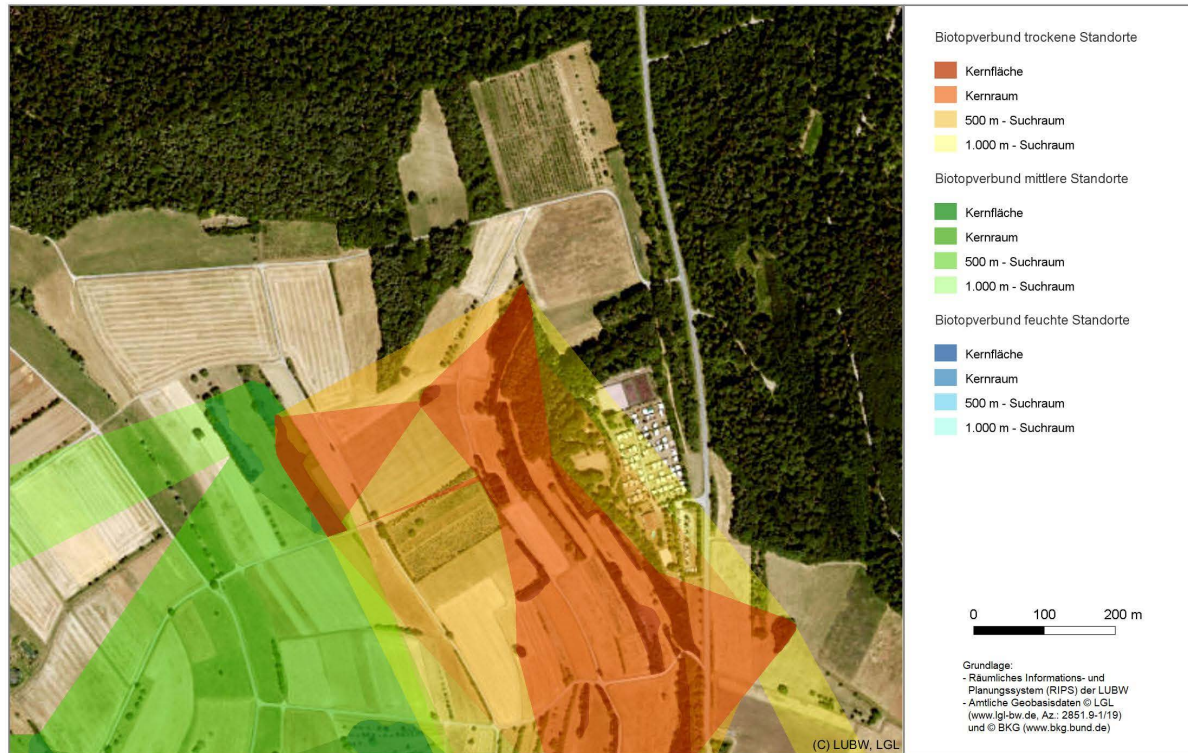 Biotopverbund trockene Standorte
Kernfläche
Kernraum
500 m - Suchraum
1.000 m - Suchraum
Biotopverbund mittlere Standorte
Kernfläche
Kernraum
500 m - Suchraum
1.000 m - Suchraum
Biotopverbund feuchte Standorte
Kernfläche
Kernraum
500 m - Suchraum
1.000 m - Suchraum
0 100 200 m
Grundlage:
- Räumliches Informations- und
Planungssystem (RIPS) der LUBW
- Amtliche Geobasisdaten © LGL
(www.lgl-bw.de, Az.: 2851.9-1/19)
und © BKG (www.bkg.bund.de)
(C) LUBW, LGL